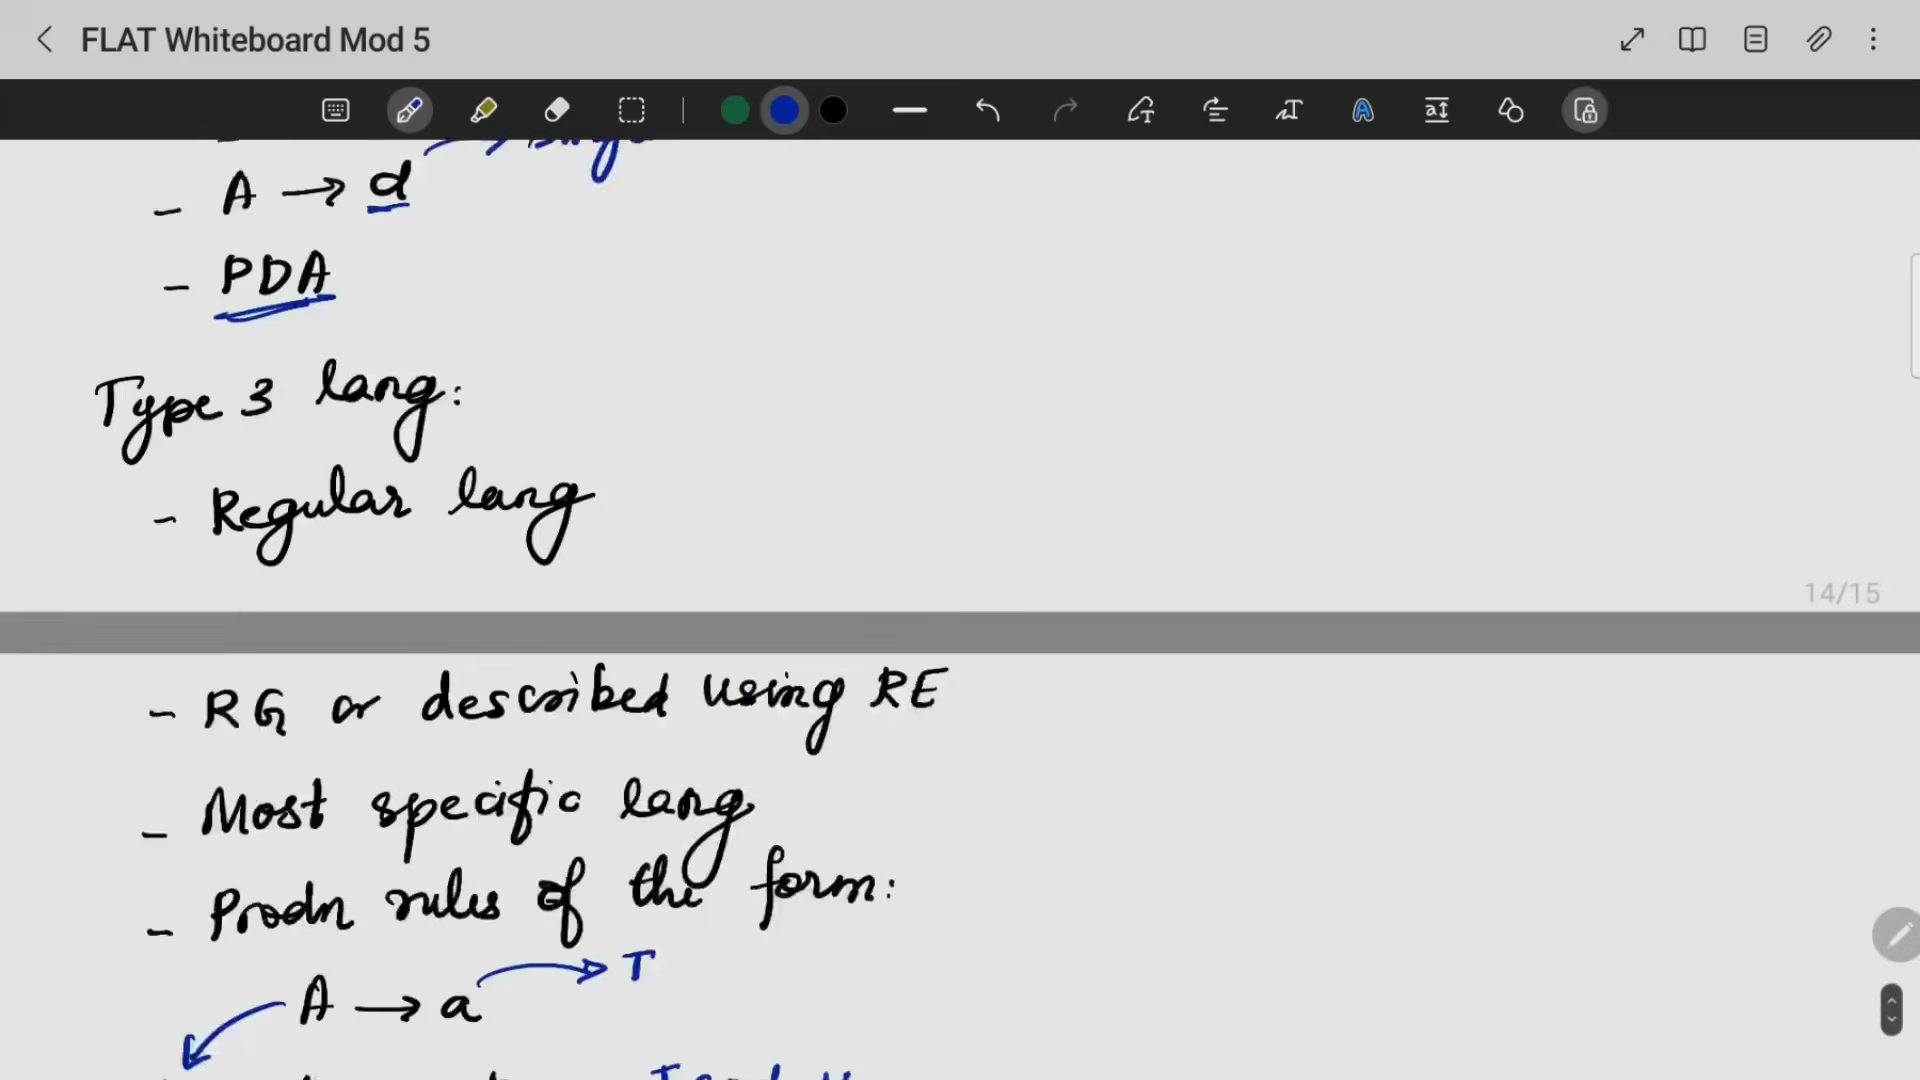 FLAT Whiteboard Mod 5
- A → d
- PDA
Type 3 lang:
- Regular lang
14/15
- RG or described using RE
- Most specific lang
- Prodn rules of the form:
A → a → T